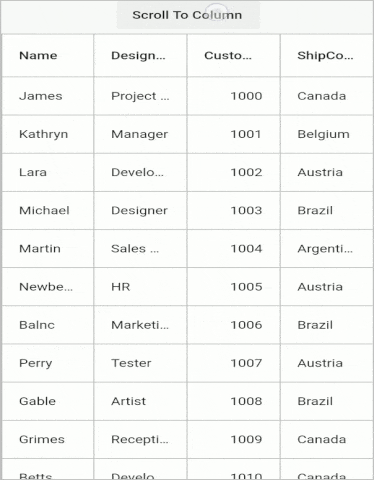 Scroll To Column
Name Design... Custo... ShipCo...
James Project ... 1000 Canada
Kathryn Manager 1001 Belgium
Lara Develo... 1002 Austria
Michael Designer 1003 Brazil
Martin Sales ... 1004 Argenti...
Newbe... HR 1005 Austria
Balnc Marketi... 1006 Brazil
Perry Tester 1007 Austria
Gable Artist 1008 Brazil
Grimes Recepti... 1009 Canada
Betts Develo... 1010 Canada